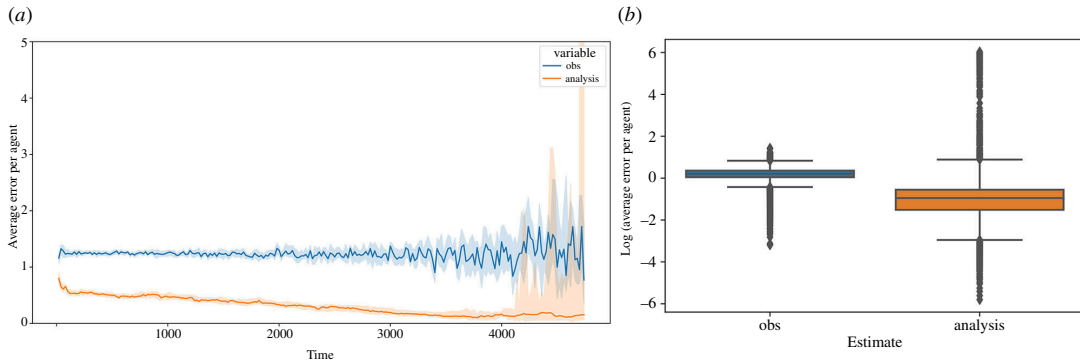 (a)
5
4
3
2
1
0
Average error per agent
1000
2000
3000
4000
Time
variable
obs
analysis
(b)
6
4
2
0
−2
−4
−6
Log (average error per agent)
obs
analysis
Estimate